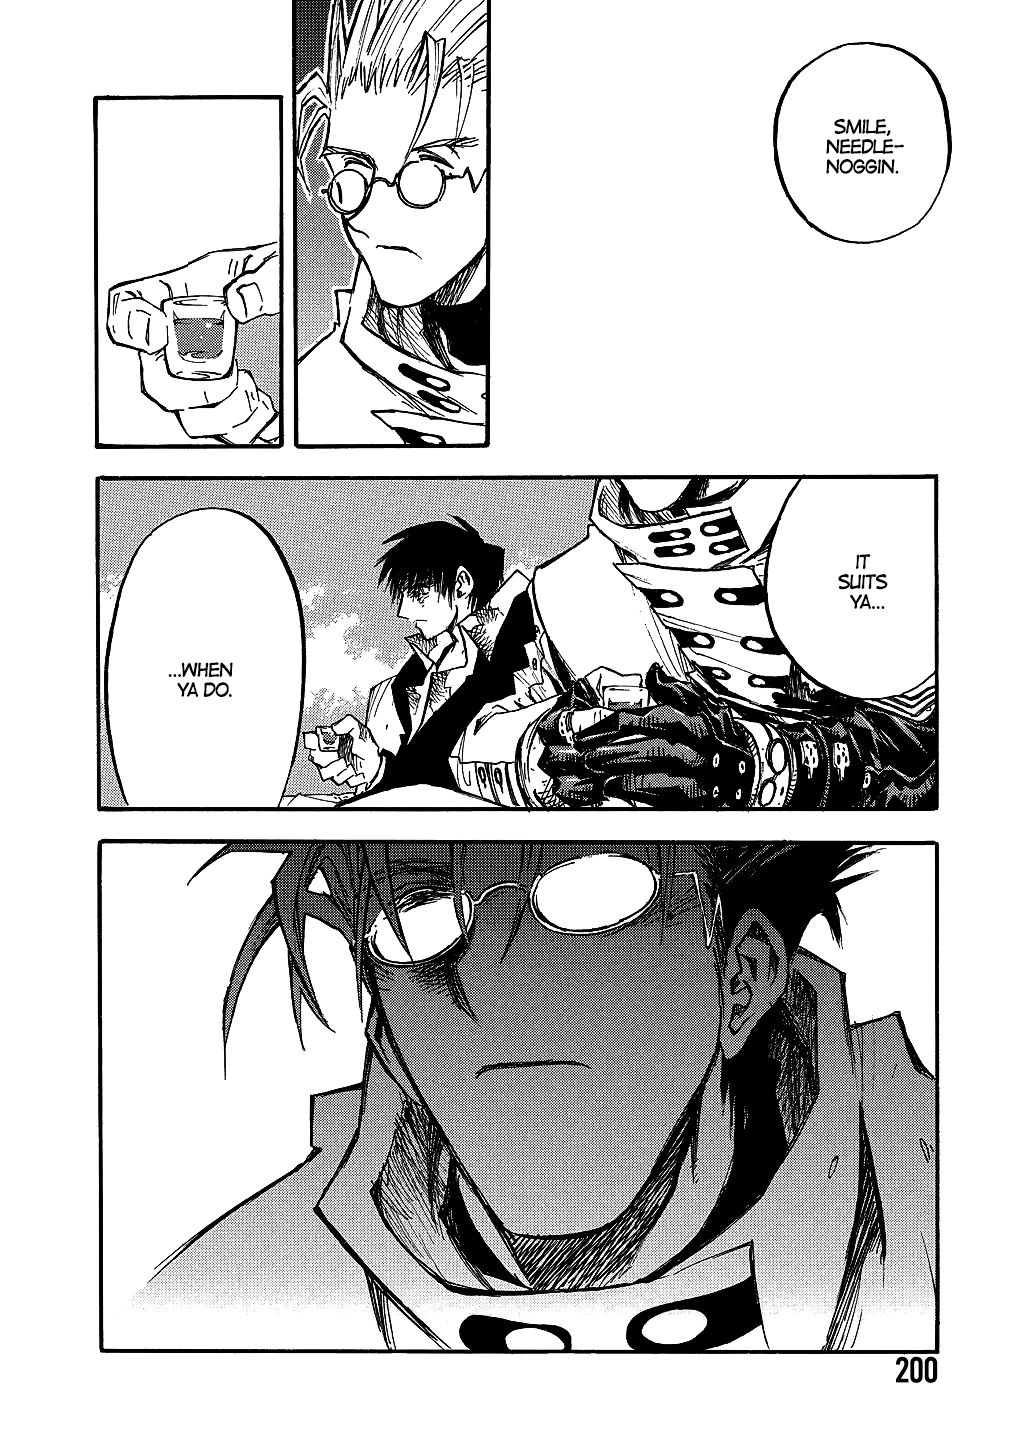 SMILE,
NEEDLE-
NOGGIN.
IT
SUITS
YA...
...WHEN
YA DO.
200